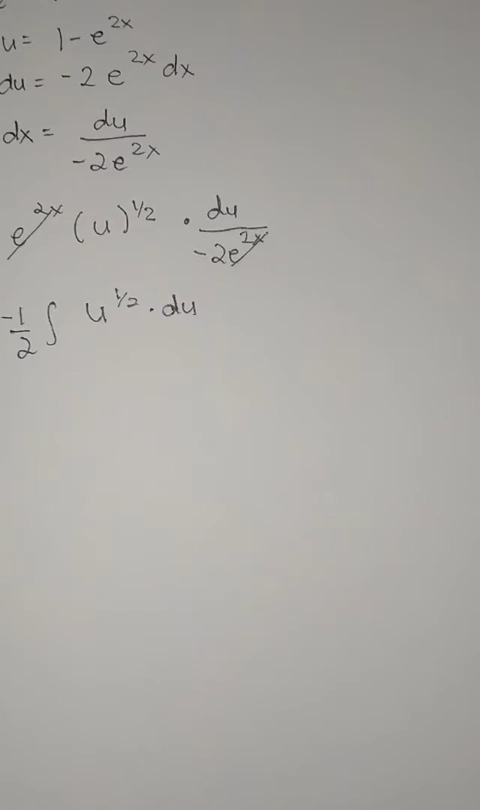 u = 1 - e^{2x}
du = -2 e^{2x} dx
dx = du / -2e^{2x}
e^{2x} (u)^{1/2} · du / -2e^{2x}
-1/2 ∫ u^{1/2} · du